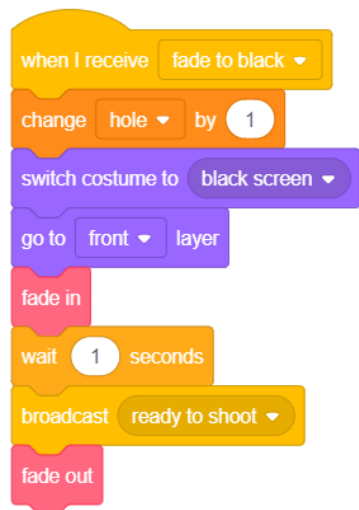 when I receive fade to black
change hole by 1
switch costume to black screen
go to front layer
fade in
wait 1 seconds
broadcast ready to shoot
fade out